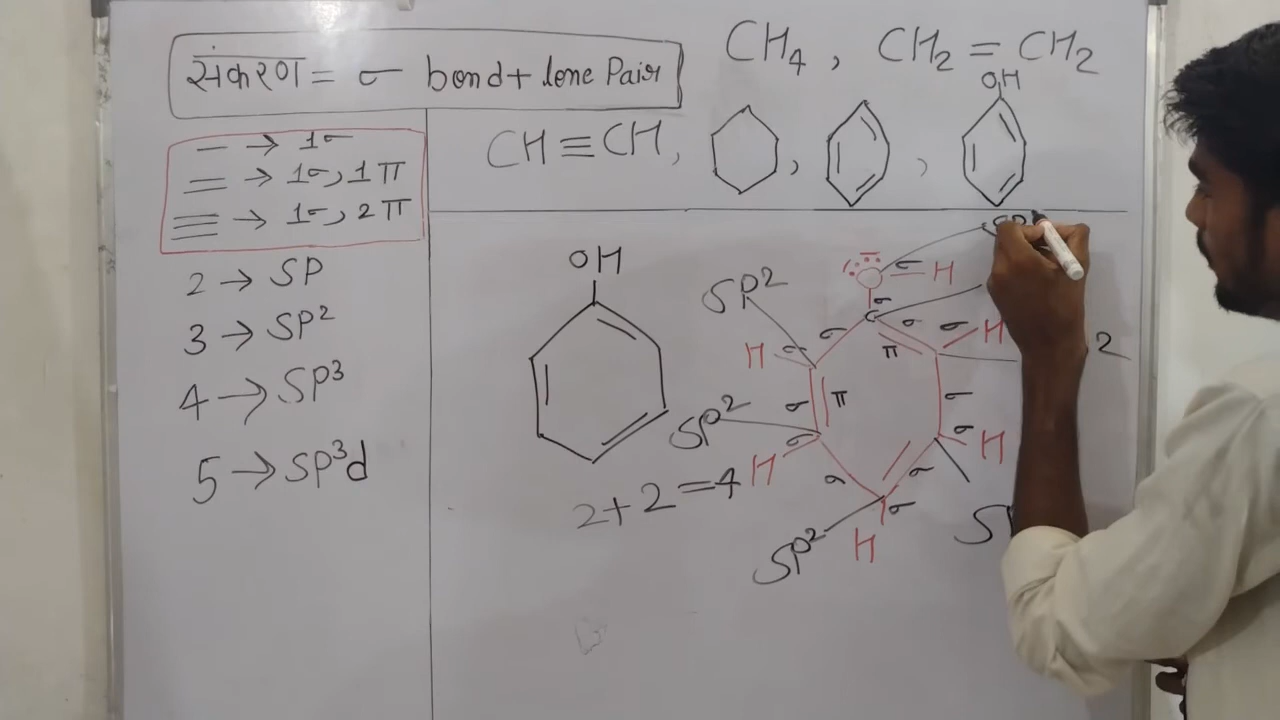 संकरण = σ bond + lone Pair
CH4 , CH2 = CH2
CH ≡ CH, , ,
OH
— → 1σ
= → 1σ, 1π
≡ → 1σ, 2π
2 → SP
3 → SP²
4 → SP³
5 → SP³d
OH
2+2=4
SP²
σ H
σ
C
σ
σ
σ H
π
H σ
2
σ
π
σ
SP²
σ
σ H
H
σ
σ
σ
SP²
H